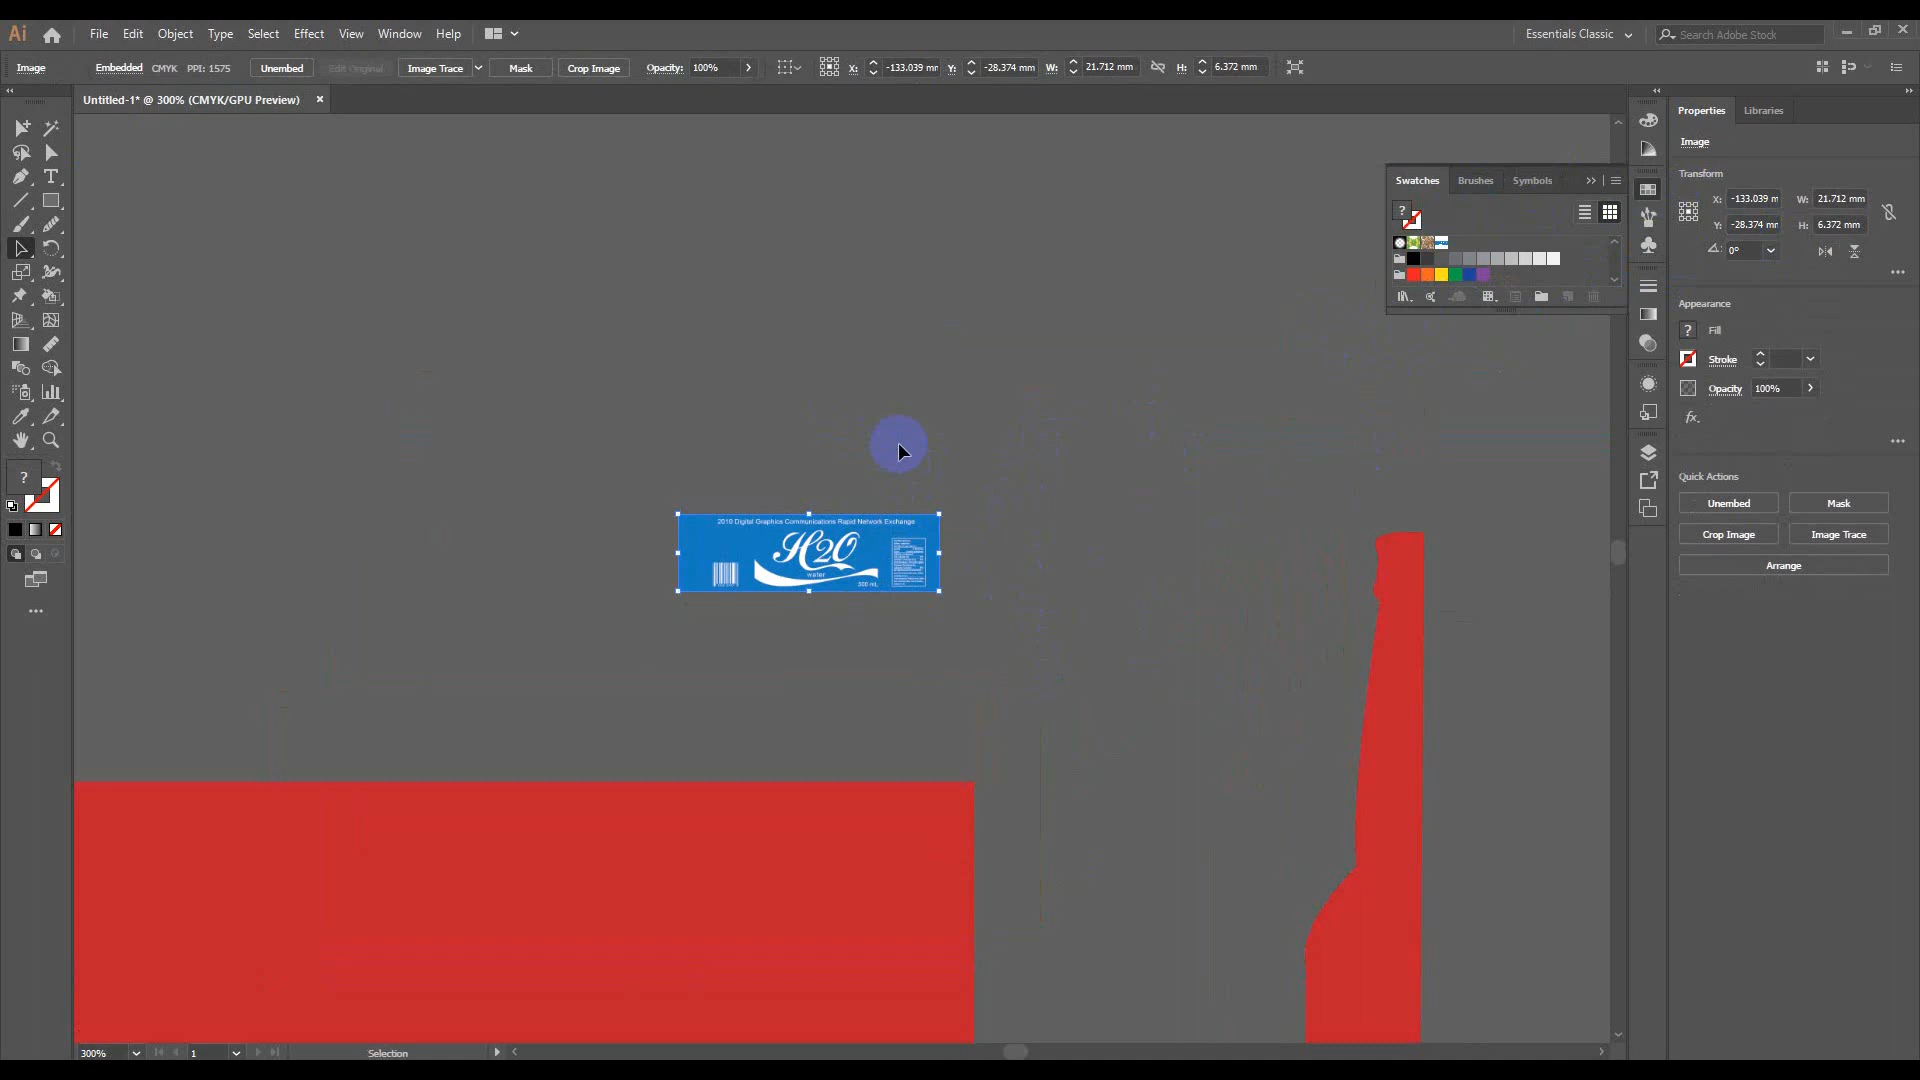 Ai File Edit Object Type Select Effect View Window Help Essentials Classic Search Adobe Stock
Image Embedded CMYK PPI: 1575 Unembed Edit Original Image Trace Mask Crop Image Opacity: 100% X: -133.039 mm Y: -28.374 mm W: 21.712 mm H: 6.372 mm
Untitled-1* @ 300% (CMYK/GPU Preview) ×
Properties Libraries
Image
Transform
X: -133.039 m W: 21.712 mm
Y: -28.374 mm H: 6.372 mm
0°
Appearance
? Fill
Stroke
Opacity 100%
fx.
Quick Actions
Unembed Mask
Crop Image Image Trace
Arrange
Swatches Brushes Symbols
?
?
2019 Digital Graphics Communications Rapid Network Exchange
H2O
water
300 mL
300% 1 Selection